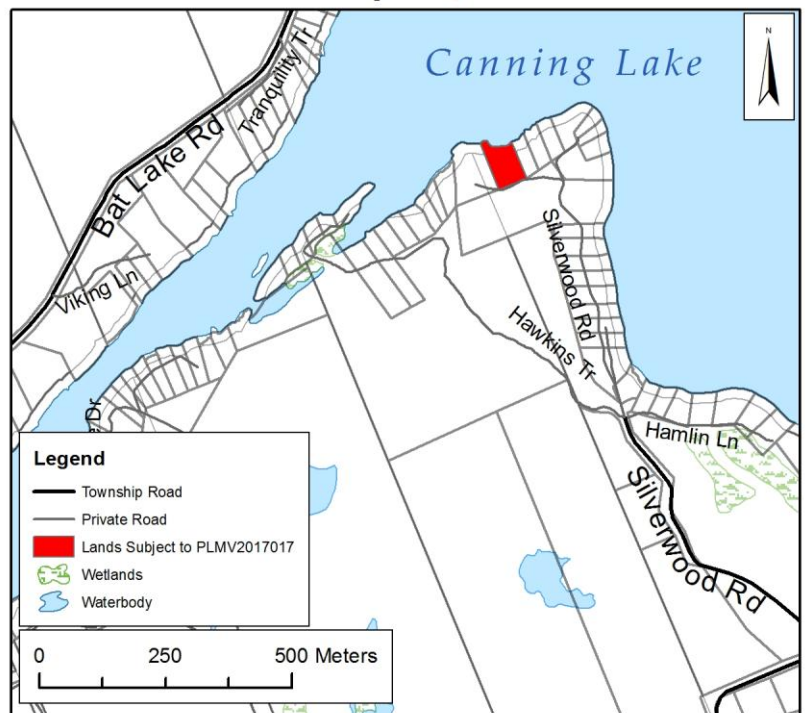 Canning Lake
N
Tranquility Tr
Bat Lake Rd
Viking Ln
Silverwood Rd
Hawkins Tr
Hamlin Ln
Silverwood Rd
Legend
Township Road
Private Road
Lands Subject to PLMV2017017
Wetlands
Waterbody
0 250 500 Meters